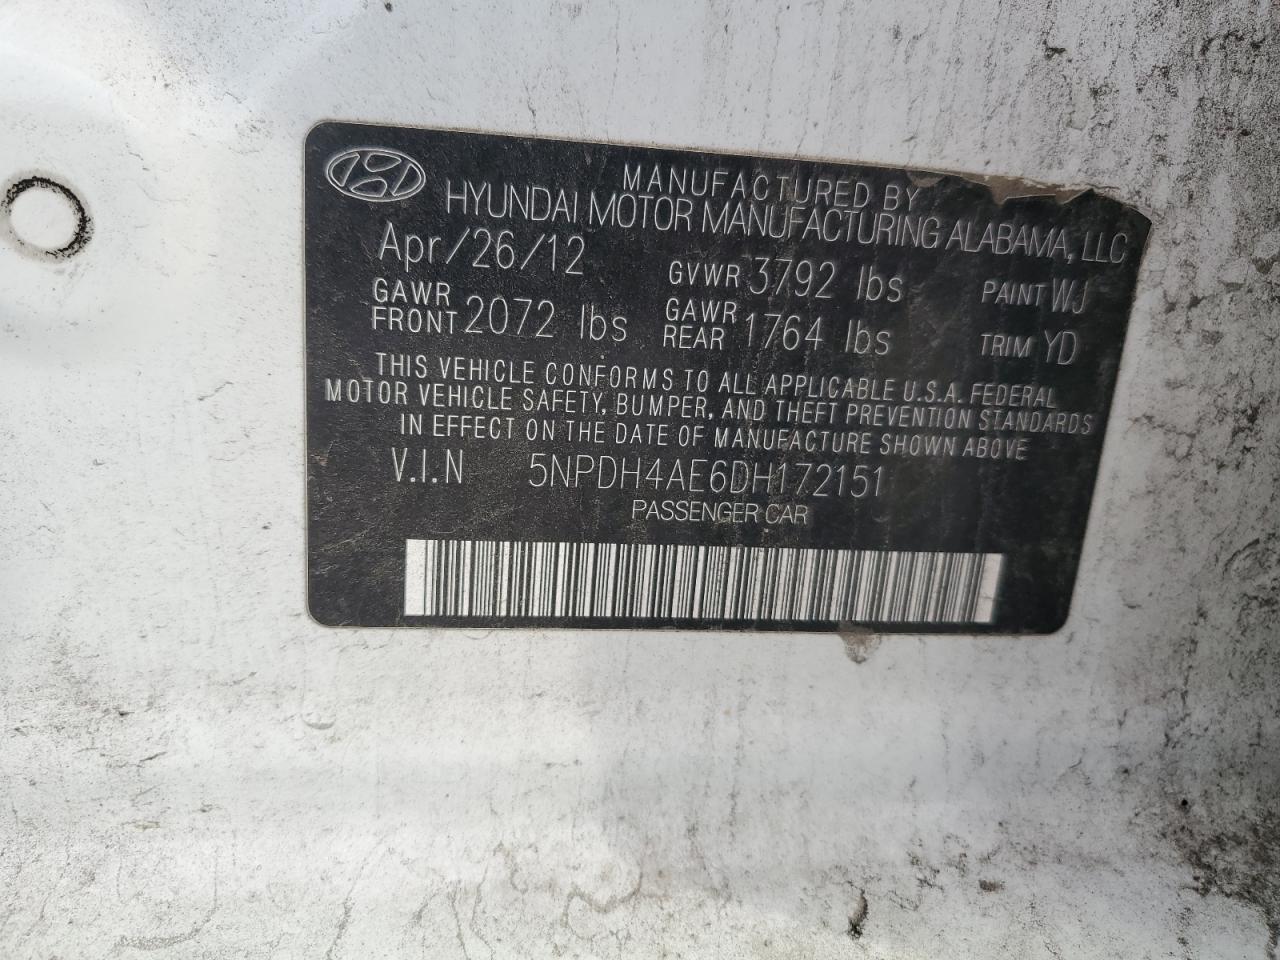 MANUFACTURED BY
HYUNDAI MOTOR MANUFACTURING ALABAMA, LLC
Apr/26/12 GVWR 3792 lbs PAINT WJ
GAWR FRONT 2072 lbs GAWR REAR 1764 lbs TRIM YD
THIS VEHICLE CONFORMS TO ALL APPLICABLE U.S.A. FEDERAL
MOTOR VEHICLE SAFETY, BUMPER, AND THEFT PREVENTION STANDARDS
IN EFFECT ON THE DATE OF MANUFACTURE SHOWN ABOVE
V.I.N 5NPDH4AE6DH172151
PASSENGER CAR